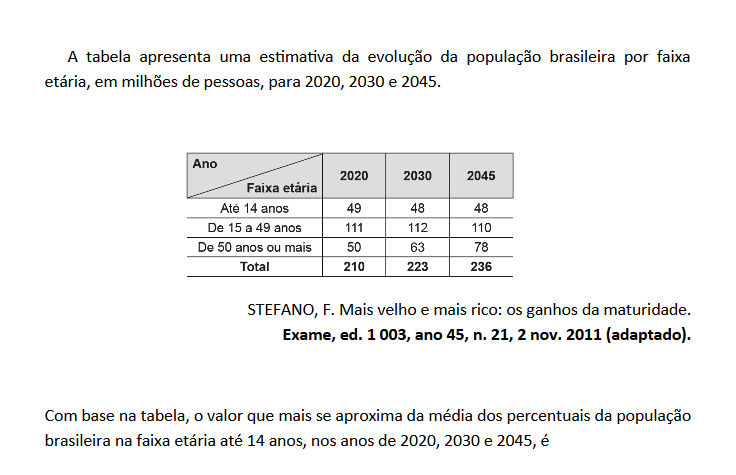 A tabela apresenta uma estimativa da evolução da população brasileira por faixa
etária, em milhões de pessoas, para 2020, 2030 e 2045.
Ano
Faixa etária 2020 2030 2045
Até 14 anos 49 48 48
De 15 a 49 anos 111 112 110
De 50 anos ou mais 50 63 78
Total 210 223 236
STEFANO, F. Mais velho e mais rico: os ganhos da maturidade.
Exame, ed. 1 003, ano 45, n. 21, 2 nov. 2011 (adaptado).
Com base na tabela, o valor que mais se aproxima da média dos percentuais da população
brasileira na faixa etária até 14 anos, nos anos de 2020, 2030 e 2045, é